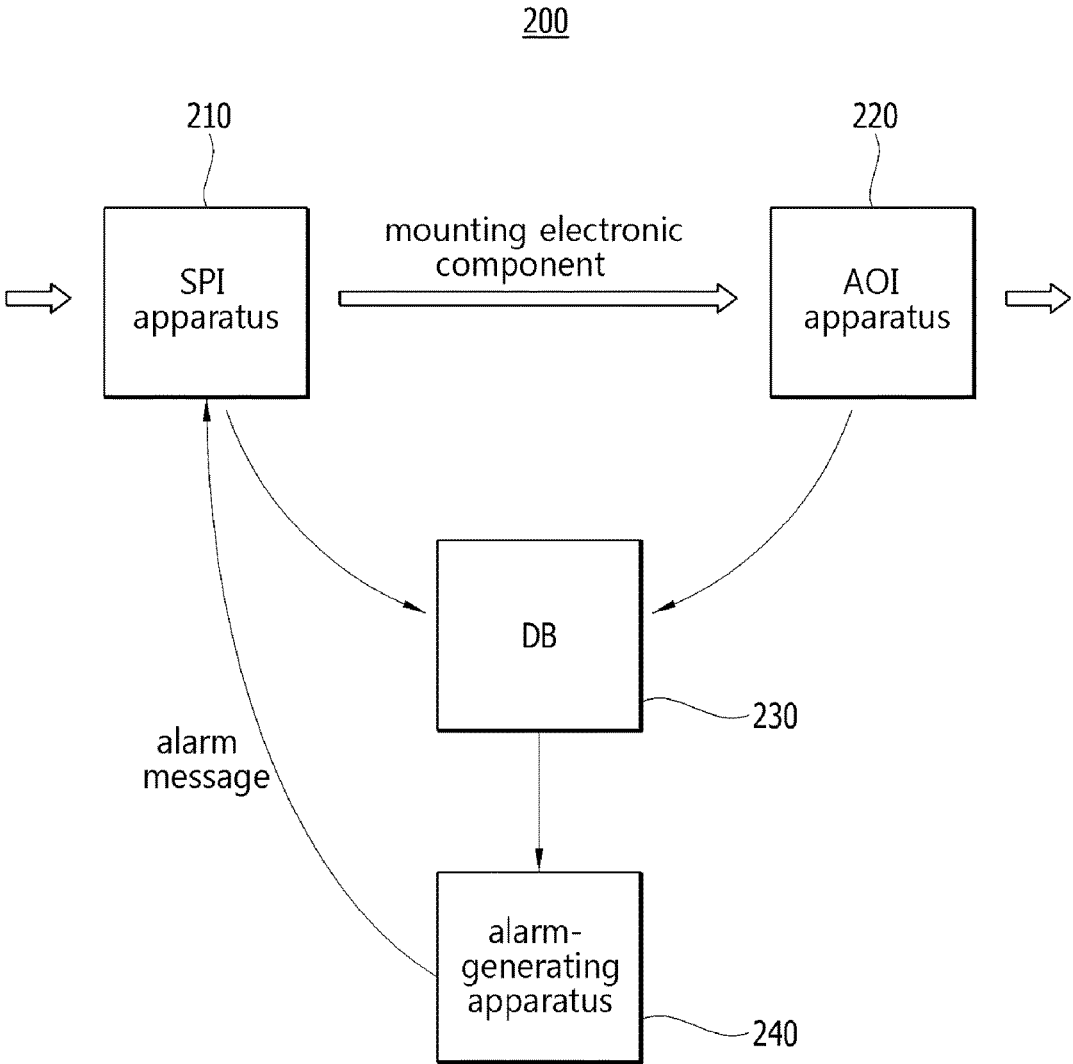 200
210
220
SPI
apparatus
mounting electronic
component
AOI
apparatus
DB
230
alarm
message
alarm-
generating
apparatus
240